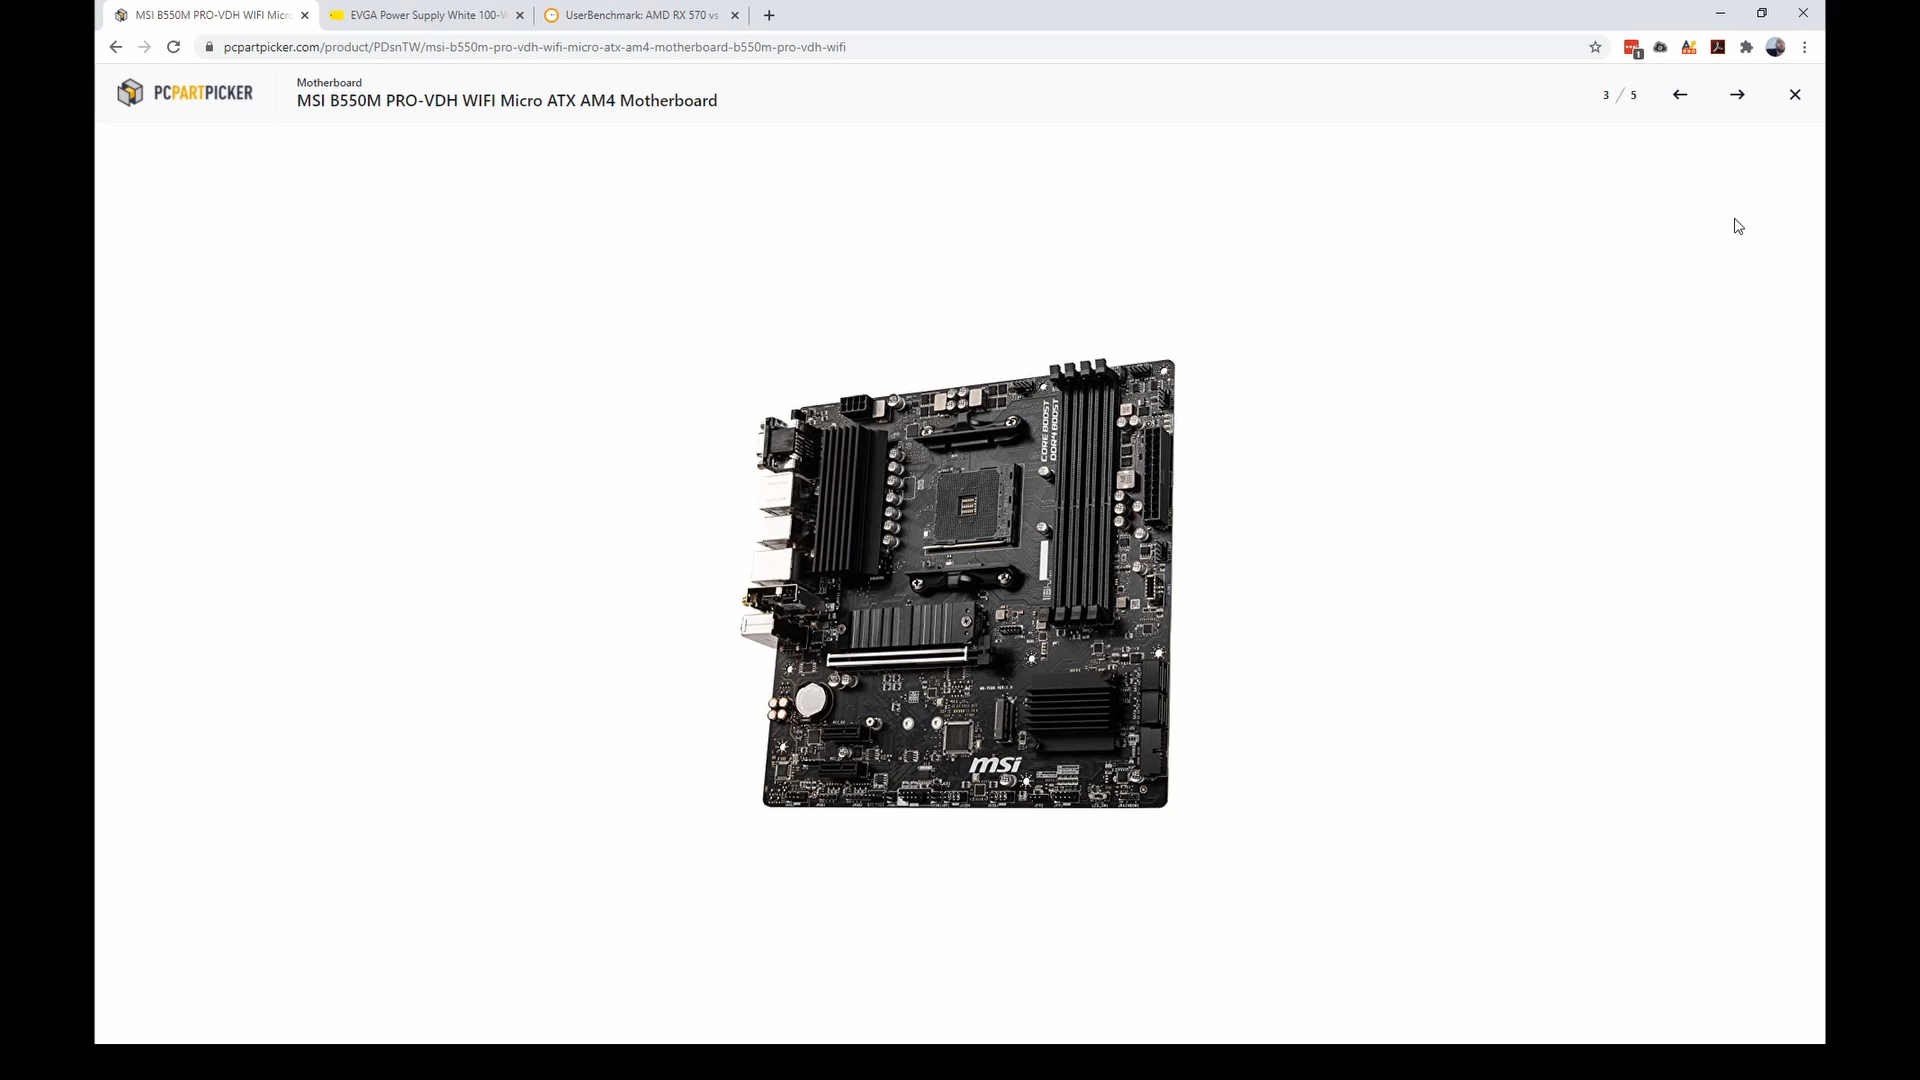 MSI B550M PRO-VDH WIFI Micro
EVGA Power Supply White 100-W
UserBenchmark: AMD RX 570 vs
pcpartpicker.com/product/PDsnTW/msi-b550m-pro-vdh-wifi-micro-atx-am4-motherboard-b550m-pro-vdh-wifi
1
PCPARTPICKER
Motherboard
MSI B550M PRO-VDH WIFI Micro ATX AM4 Motherboard
3 / 5
CORE BOOST
DDR4 BOOST
msi